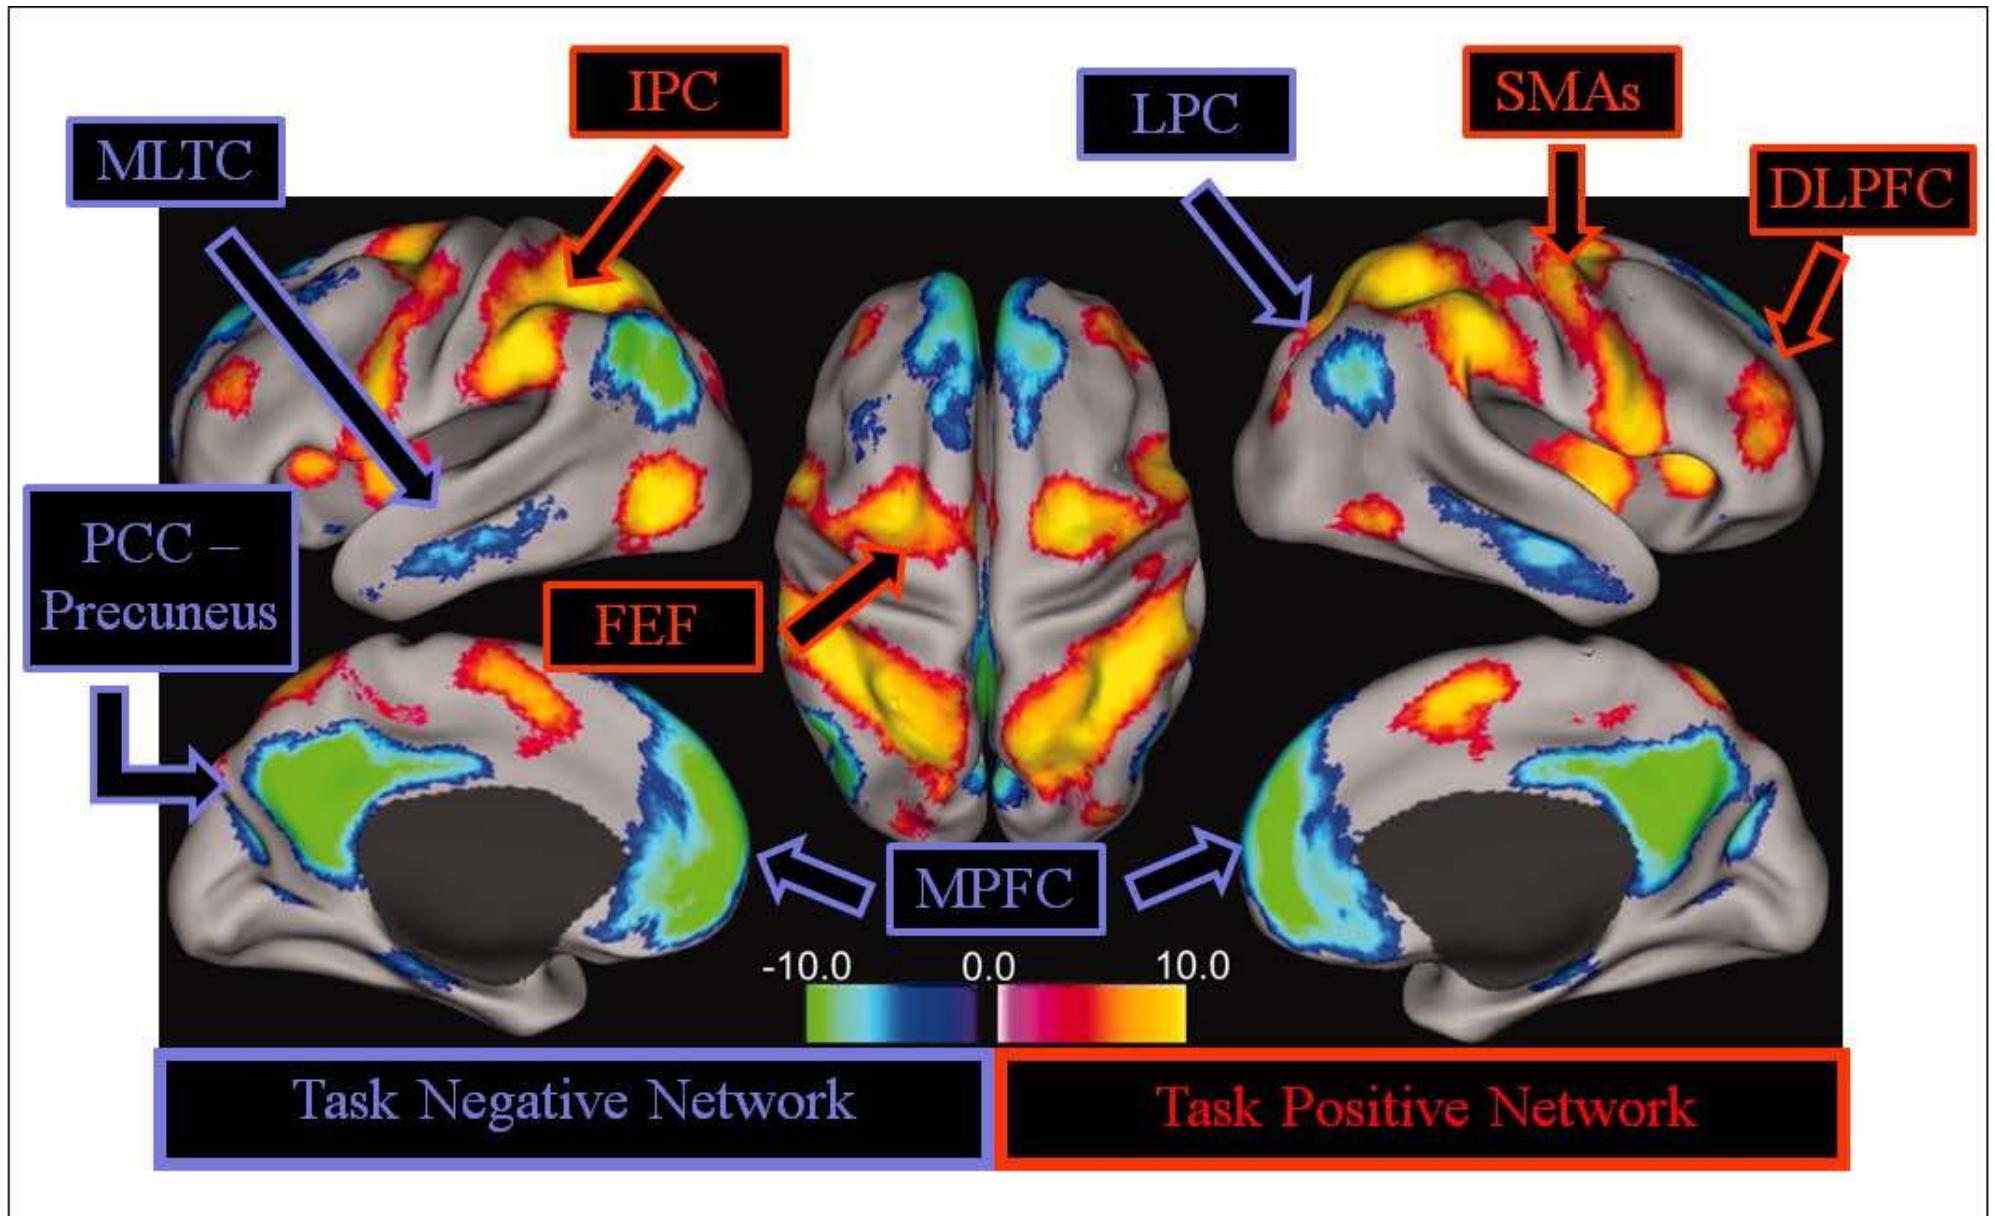 IPC
LPC
SMAs
MLTC
DLPFC
PCC –
Precuneus
FEF
MPFC
-10.0 0.0 10.0
Task Negative Network
Task Positive Network